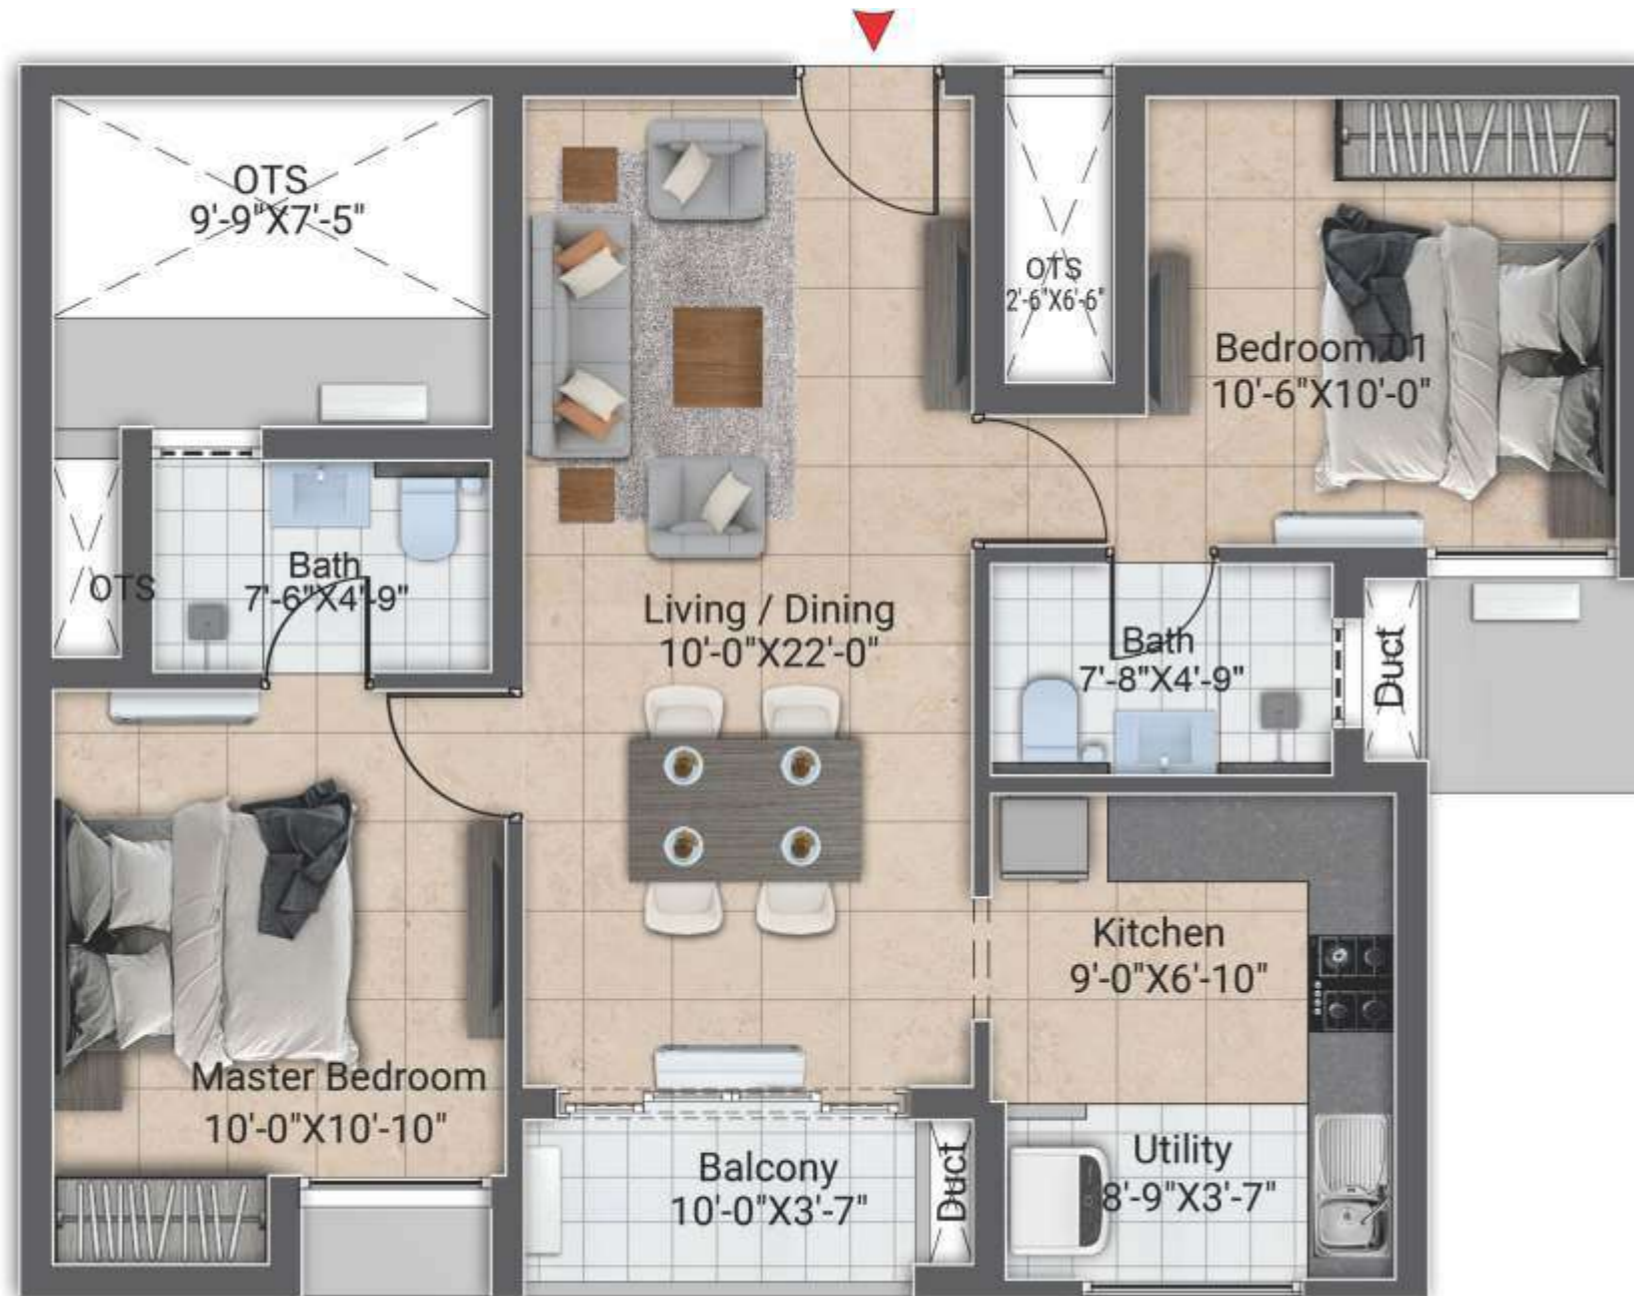 OTS
9'-9"X7'-5"
OTS
2'-6"X6'-6"
Bedroom 01
10'-6"X10'-0"
OTS
Bath
7'-6"X4'-9"
Living / Dining
10'-0"X22'-0"
Bath
7'-8"X4'-9"
Duct
Kitchen
9'-0"X6'-10"
Master Bedroom
10'-0"X10'-10"
Balcony
10'-0"X3'-7"
Duct
Utility
8'-9"X3'-7"